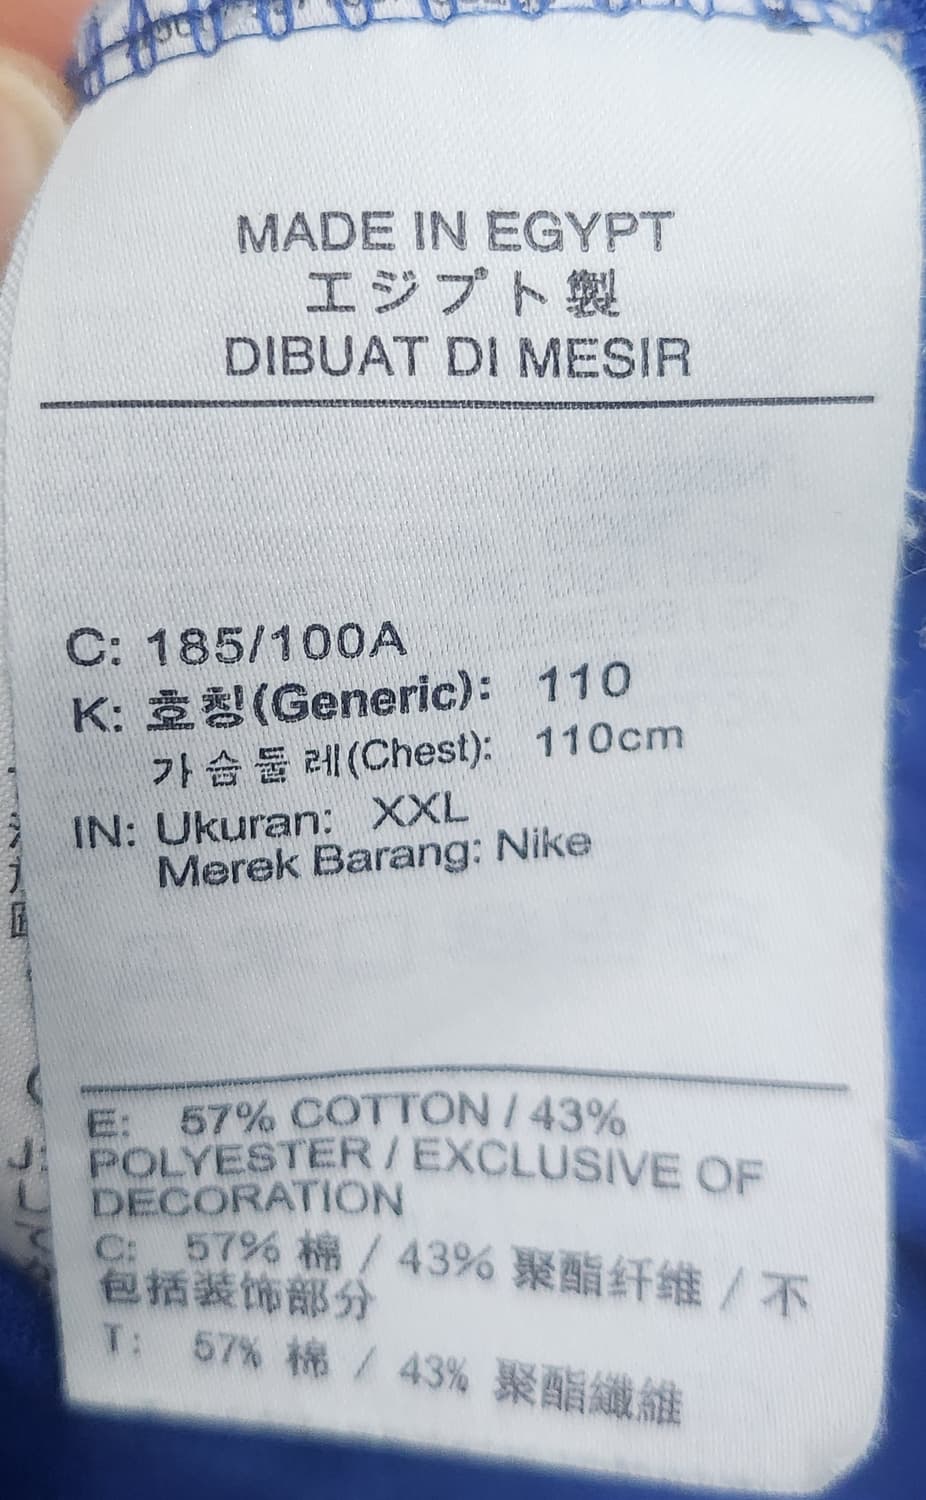 MADE IN EGYPT
エジプト製
DIBUAT DI MESIR
C: 185/100A
K: 호칭(Generic): 110
가슴둘레(Chest): 110cm
IN: Ukuran: XXL
Merek Barang: Nike
E: 57% COTTON / 43%
POLYESTER / EXCLUSIVE OF
DECORATION
C: 57% 棉 / 43% 聚酯纤维 / 不
包括装饰部分
T: 57% 棉 / 43% 聚酯纖維
J: